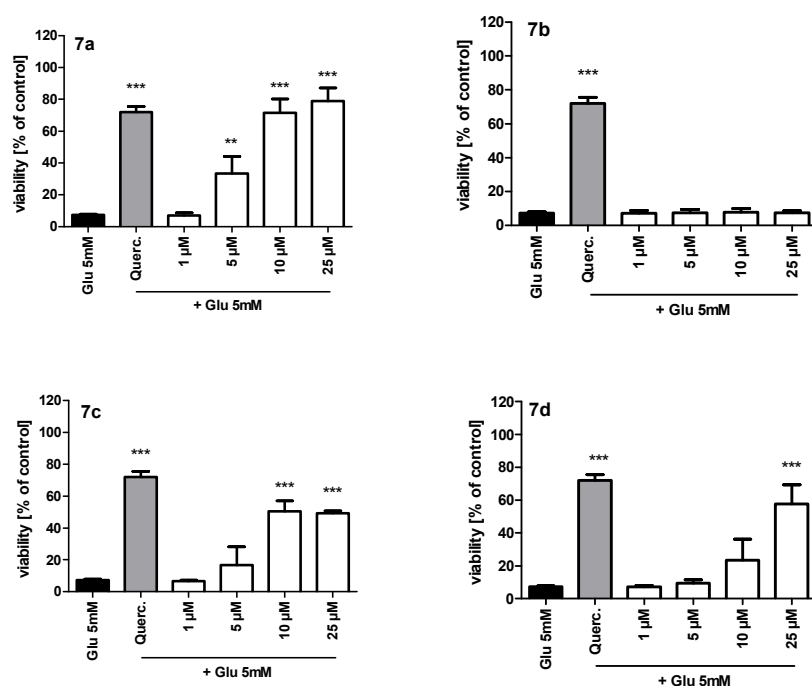 7a
viability [% of control]
120
100
80
60
40
20
0
***
**
***
***
Glu 5mM
Querc.
1 µM
5 µM
10 µM
25 µM
+ Glu 5mM
7b
viability [% of control]
120
100
80
60
40
20
0
***
Glu 5mM
Querc.
1 µM
5 µM
10 µM
25 µM
+ Glu 5mM
7c
viability [% of control]
120
100
80
60
40
20
0
***
***
***
Glu 5mM
Querc.
1 µM
5 µM
10 µM
25 µM
+ Glu 5mM
7d
viability [% of control]
120
100
80
60
40
20
0
***
***
Glu 5mM
Querc.
1 µM
5 µM
10 µM
25 µM
+ Glu 5mM